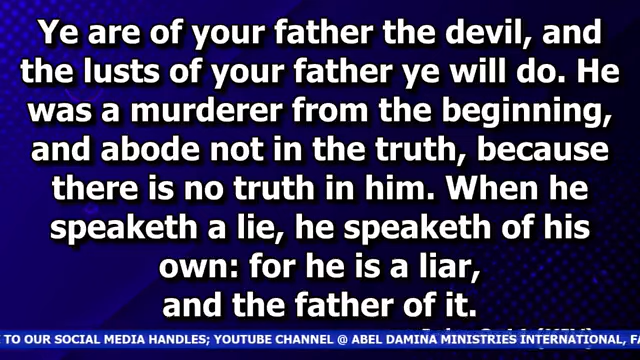 Ye are of your father the devil, and
the lusts of your father ye will do. He
was a murderer from the beginning,
and abode not in the truth, because
there is no truth in him. When he
speaketh a lie, he speaketh of his
own: for he is a liar,
and the father of it.
TO OUR SOCIAL MEDIA HANDLES; YOUTUBE CHANNEL @ ABEL DAMINA MINISTRIES INTERNATIONAL,